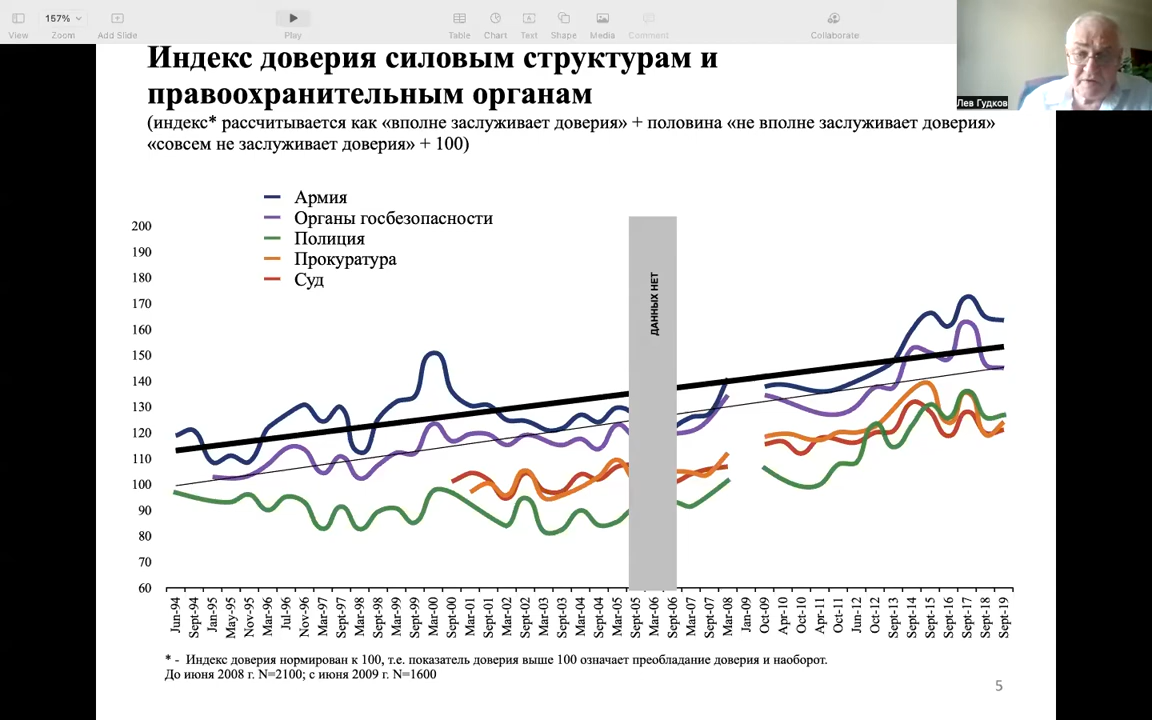 157%
View
Zoom
Add Slide
Play
Table
Chart
Text
Shape
Media
Comment
Collaborate
Лев Гудков
Индекс доверия силовым структурам и
правоохранительным органам
(индекс* рассчитывается как «вполне заслуживает доверия» + половина «не вполне заслуживает доверия»
«совсем не заслуживает доверия» + 100)
Армия
Органы госбезопасности
Полиция
Прокуратура
Суд
200
190
180
170
160
150
140
130
120
110
100
90
80
70
60
ДАННЫХ НЕТ
Jun-94
Sept-94
Jan-95
May-95
Nov-95
Mar-96
Jul-96
Nov-96
Mar-97
Sept-97
Mar-98
Sept-98
Mar-99
Sept-99
Mar-00
Sept-00
Mar-01
Sept-01
Mar-02
Sept-02
Mar-03
Sept-03
Mar-04
Sept-04
Mar-05
Sept-05
Mar-06
Sept-06
Mar-07
Sept-07
Mar-08
Jan-09
Oct-09
Apr-10
Oct-10
Apr-11
Oct-11
Jun-12
Oct-12
Sept-13
Sept-14
Sept-15
Sept-16
Sept-17
Sept-18
Sept-19
* - Индекс доверия нормирован к 100, т.е. показатель доверия выше 100 означает преобладание доверия и наоборот.
До июня 2008 г. N=2100; с июня 2009 г. N=1600
5